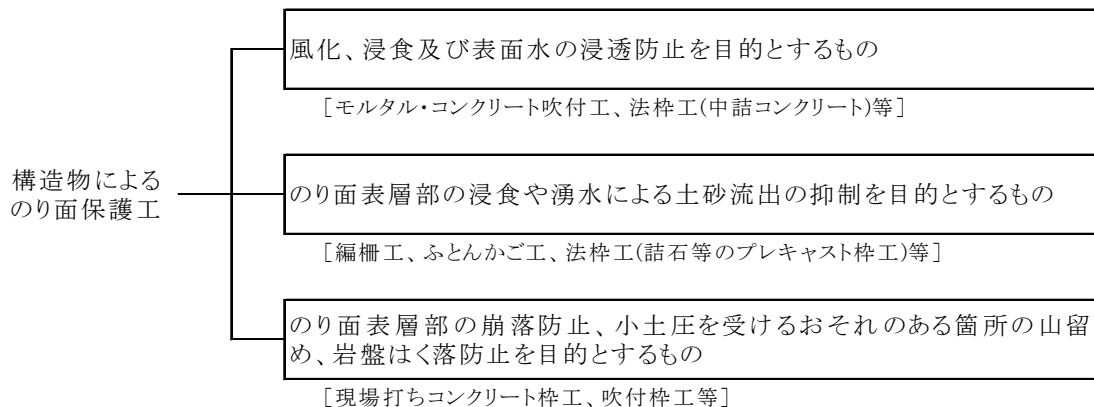 風化、浸食及び表面水の浸透防止を目的とするもの
［モルタル・コンクリート吹付工、法枠工(中詰コンクリート)等］
構造物による
のり面保護工
のり面表層部の浸食や湧水による土砂流出の抑制を目的とするもの
［編柵工、ふとんかご工、法枠工(詰石等のプレキャスト枠工)等］
のり面表層部の崩落防止、小土圧を受けるおそれのある箇所の山留
め、岩盤はく落防止を目的とするもの
［現場打ちコンクリート枠工、吹付枠工等］